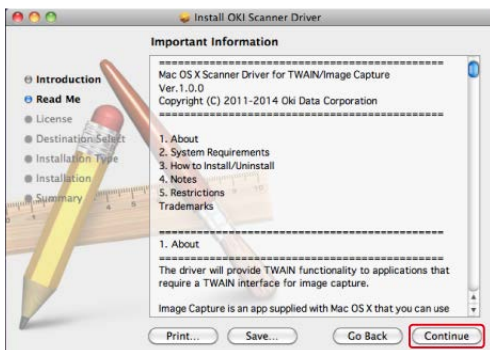 Install OKI Scanner Driver
Important Information
Introduction
Read Me
License
Destination Select
Installation Type
Installation
Summary
==============================================
Mac OS X Scanner Driver for TWAIN/Image Capture
Ver.1.0.0
Copyright (C) 2011-2014 Oki Data Corporation
==============================================
1. About
2. System Requirements
3. How to Install/Uninstall
4. Notes
5. Restrictions
Trademarks
==============================================
1. About
==============================================
The driver will provide TWAIN functionality to applications that
require a TWAIN interface for image capture.
Image Capture is an app supplied with Mac OS X that you can use
Print... Save... Go Back Continue